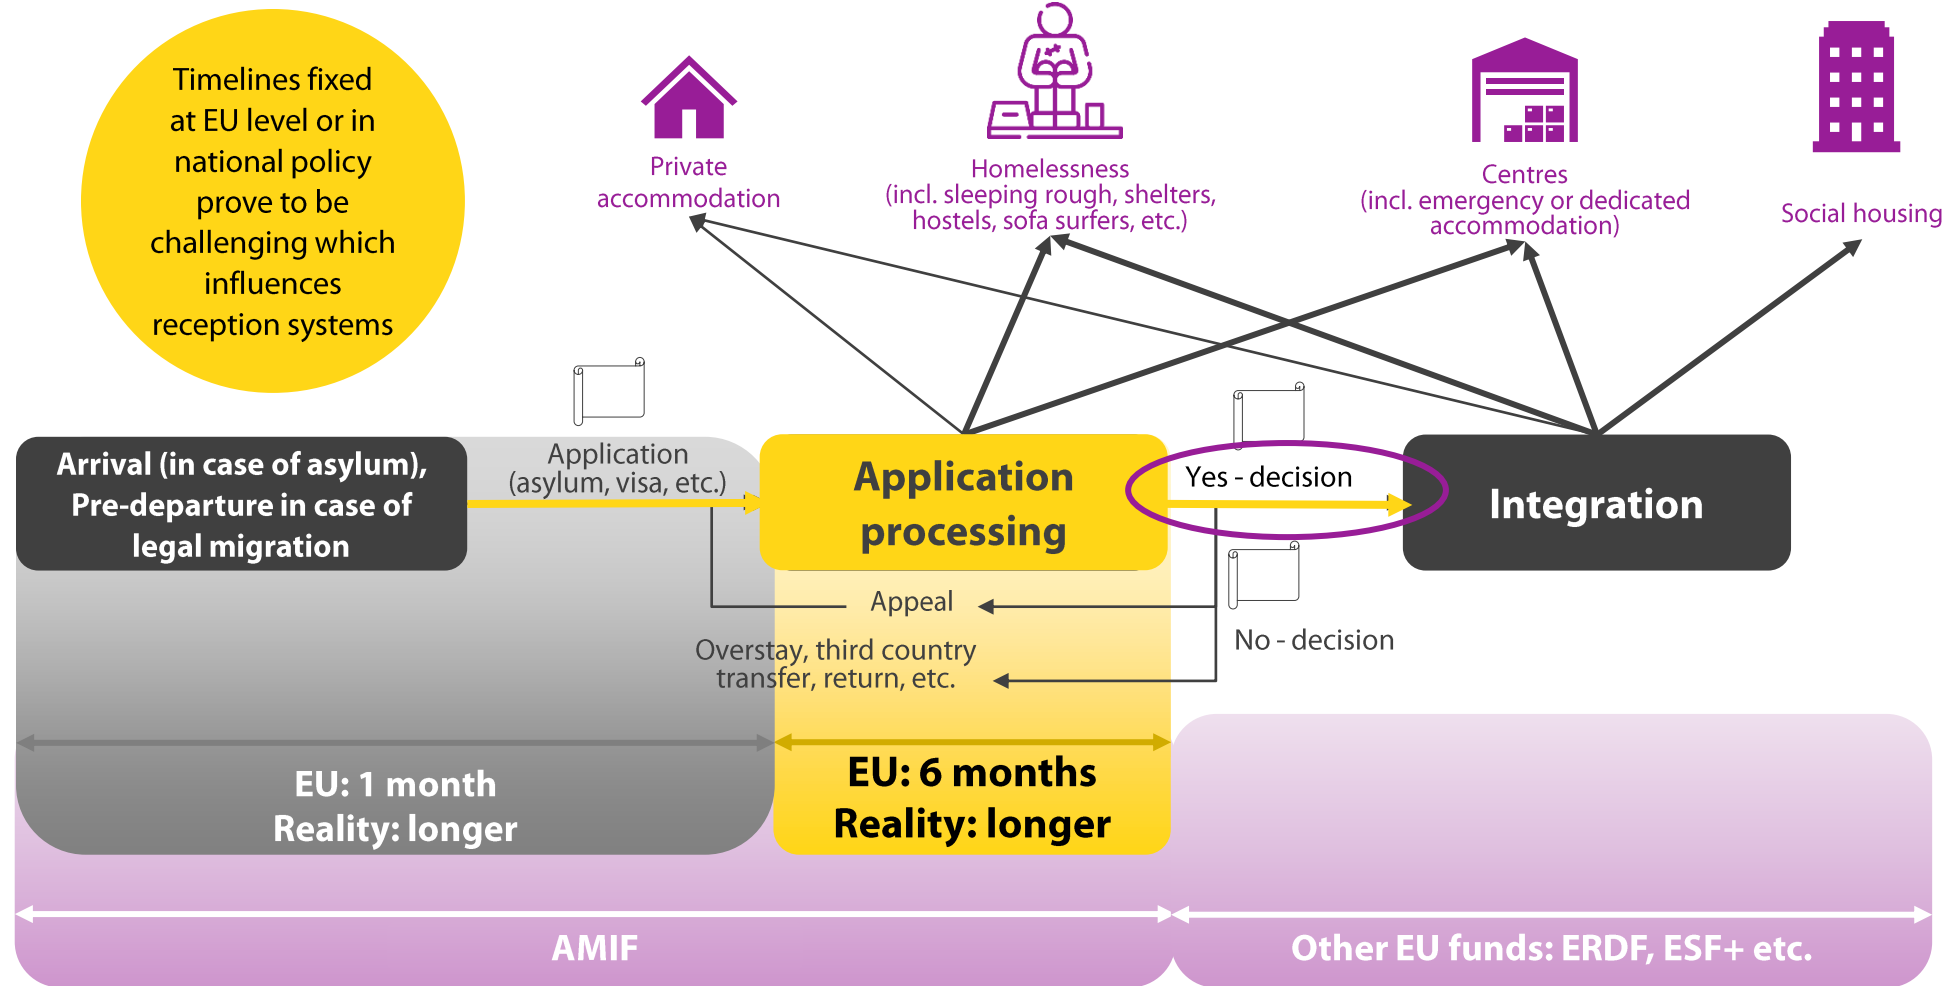 Timelines fixed
at EU level or in
national policy
prove to be
challenging which
influences
reception systems
Private
accommodation
Homelessness
(incl. sleeping rough, shelters,
hostels, sofa surfers, etc.)
Centres
(incl. emergency or dedicated
accommodation)
Social housing
Arrival (in case of asylum),
Pre-departure in case of
legal migration
Application
(asylum, visa, etc.)
Application
processing
Yes - decision
Integration
Appeal
No - decision
Overstay, third country
transfer, return, etc.
EU: 1 month
Reality: longer
EU: 6 months
Reality: longer
AMIF
Other EU funds: ERDF, ESF+ etc.